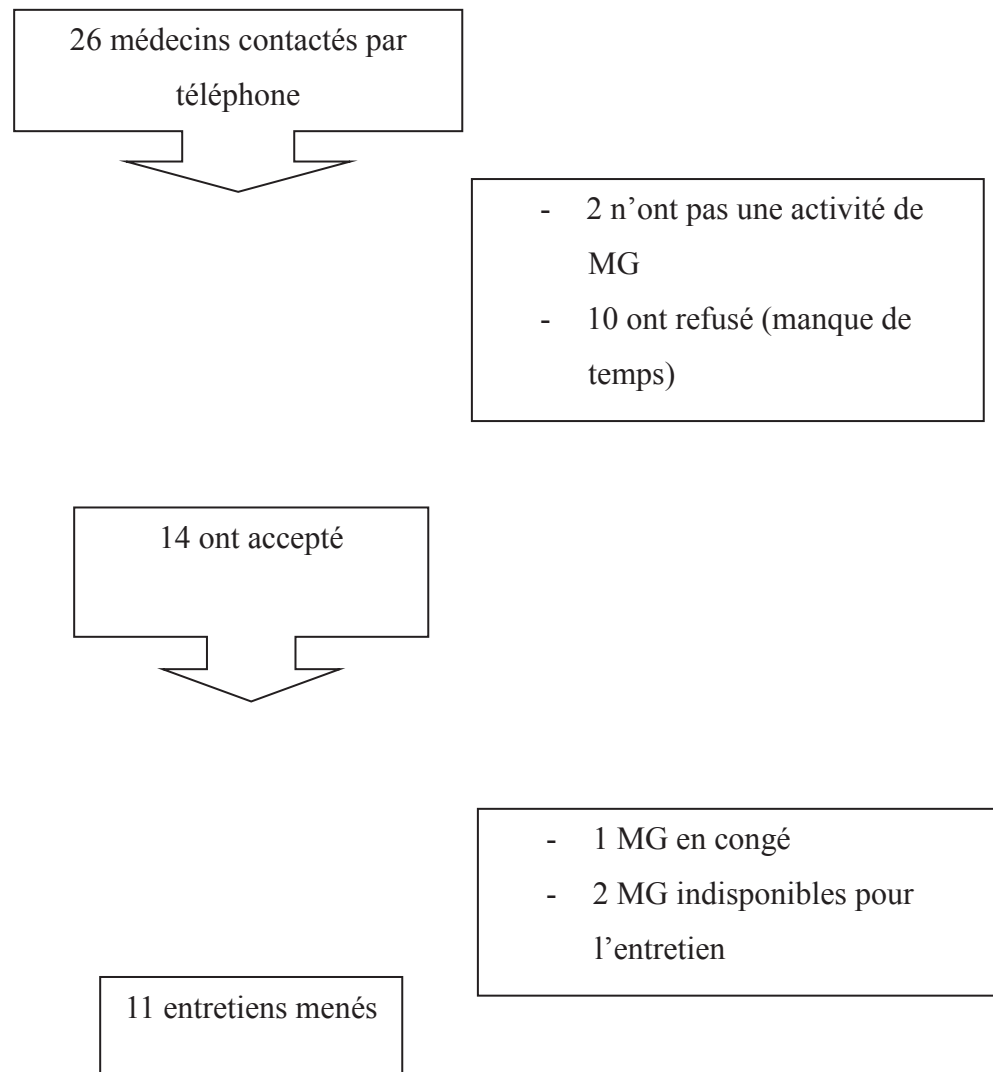 26 médecins contactés par
téléphone
- 2 n’ont pas une activité de
MG
- 10 ont refusé (manque de
temps)
14 ont accepté
- 1 MG en congé
- 2 MG indisponibles pour
l’entretien
11 entretiens menés